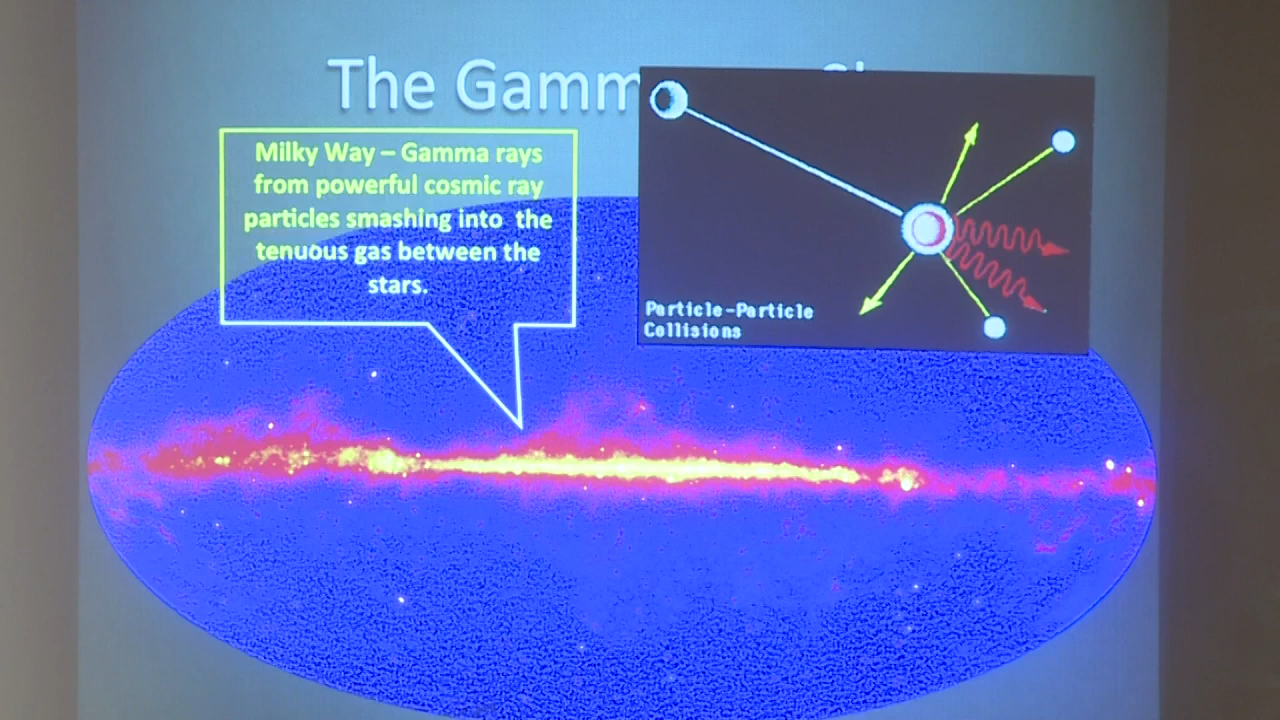 The Gamm
Milky Way – Gamma rays
from powerful cosmic ray
particles smashing into the
tenuous gas between the
stars.
Particle-Particle
Collisions